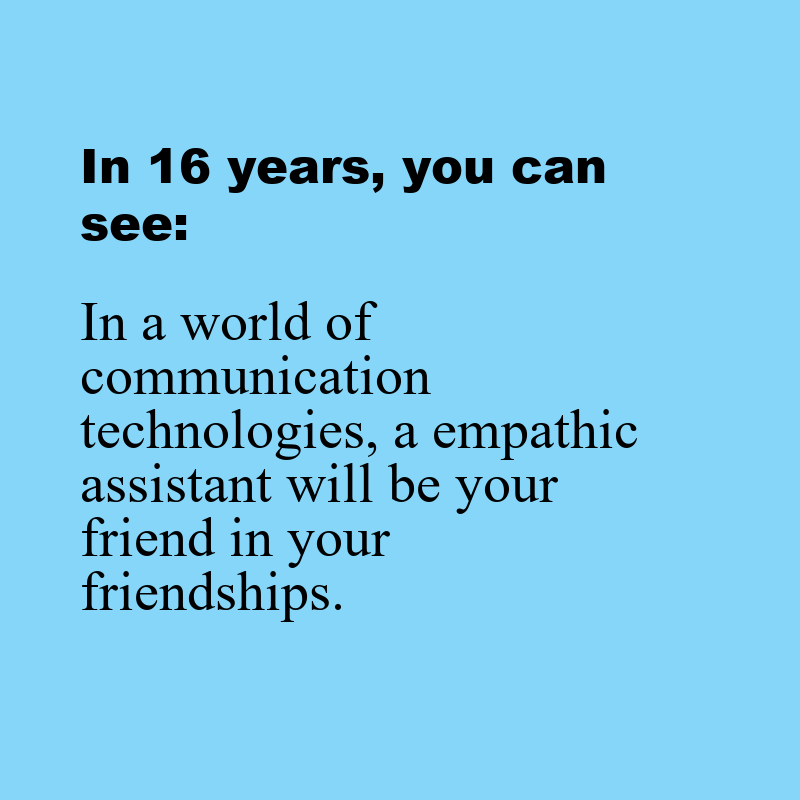 In 16 years, you can
see:
In a world of
communication
technologies, a empathic
assistant will be your
friend in your
friendships.